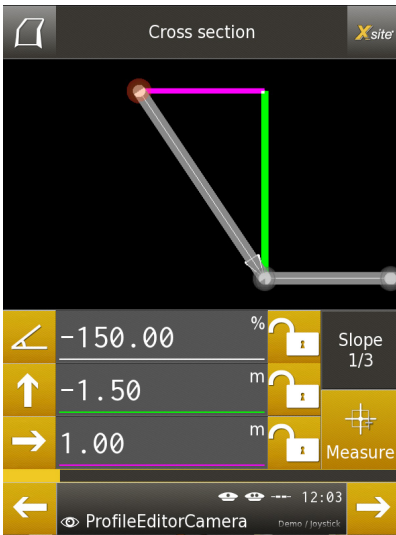 Cross section
Xsite
-150.00 %
Slope
1/3
-1.50 m
1.00 m
Measure
12:03
ProfileEditorCamera
Demo / Joystick